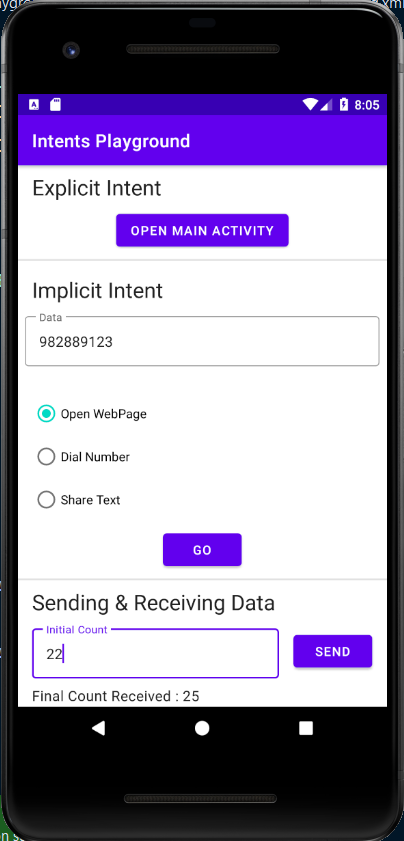 8:05
Intents Playground
Explicit Intent
OPEN MAIN ACTIVITY
Implicit Intent
Data
982889123
Open WebPage
Dial Number
Share Text
GO
Sending & Receiving Data
Initial Count
22
SEND
Final Count Received : 25